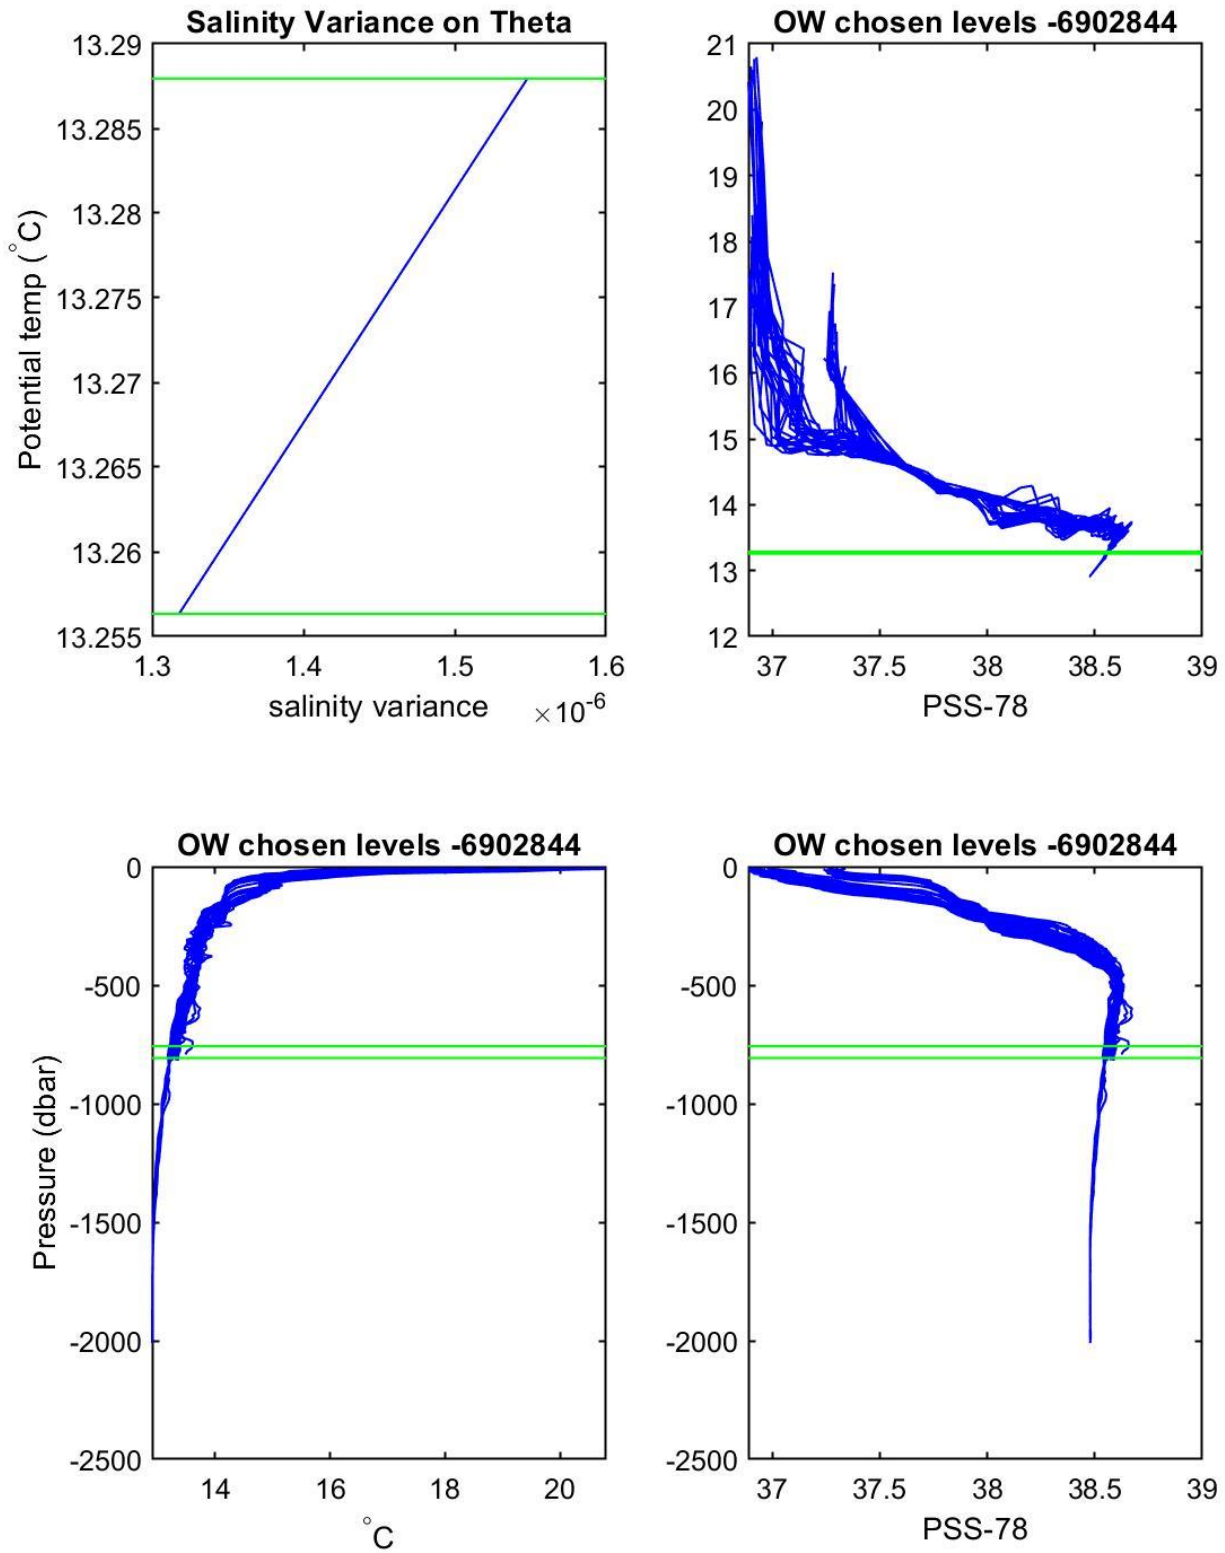 Salinity Variance on Theta
13.29
13.285
13.28
13.275
13.27
13.265
13.26
13.255
Potential temp (°C)
1.3 1.4 1.5 1.6
salinity variance ×10-6
OW chosen levels -6902844
21
20
19
18
17
16
15
14
13
12
37 37.5 38 38.5 39
PSS-78
OW chosen levels -6902844
0
-500
-1000
-1500
-2000
-2500
Pressure (dbar)
14 16 18 20
°C
OW chosen levels -6902844
0
-500
-1000
-1500
-2000
-2500
37 37.5 38 38.5 39
PSS-78